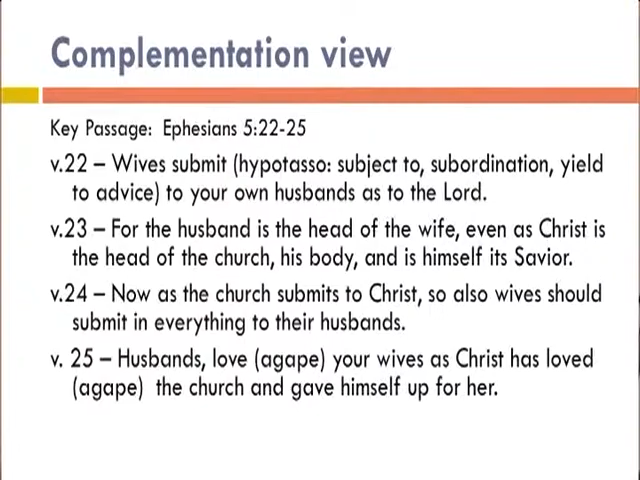 Complementation view
Key Passage: Ephesians 5:22-25
v.22 – Wives submit (hypotasso: subject to, subordination, yield
to advice) to your own husbands as to the Lord.
v.23 – For the husband is the head of the wife, even as Christ is
the head of the church, his body, and is himself its Savior.
v.24 – Now as the church submits to Christ, so also wives should
submit in everything to their husbands.
v. 25 – Husbands, love (agape) your wives as Christ has loved
(agape) the church and gave himself up for her.